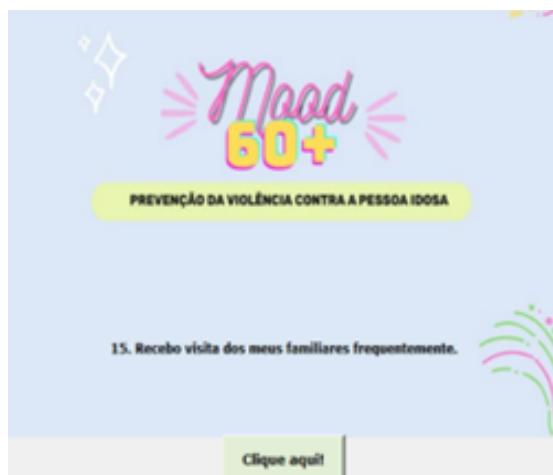 Mood
60+
PREVENÇÃO DA VIOLÊNCIA CONTRA A PESSOA IDOSA
15. Recebo visita dos meus familiares frequentemente.
Clique aqui!